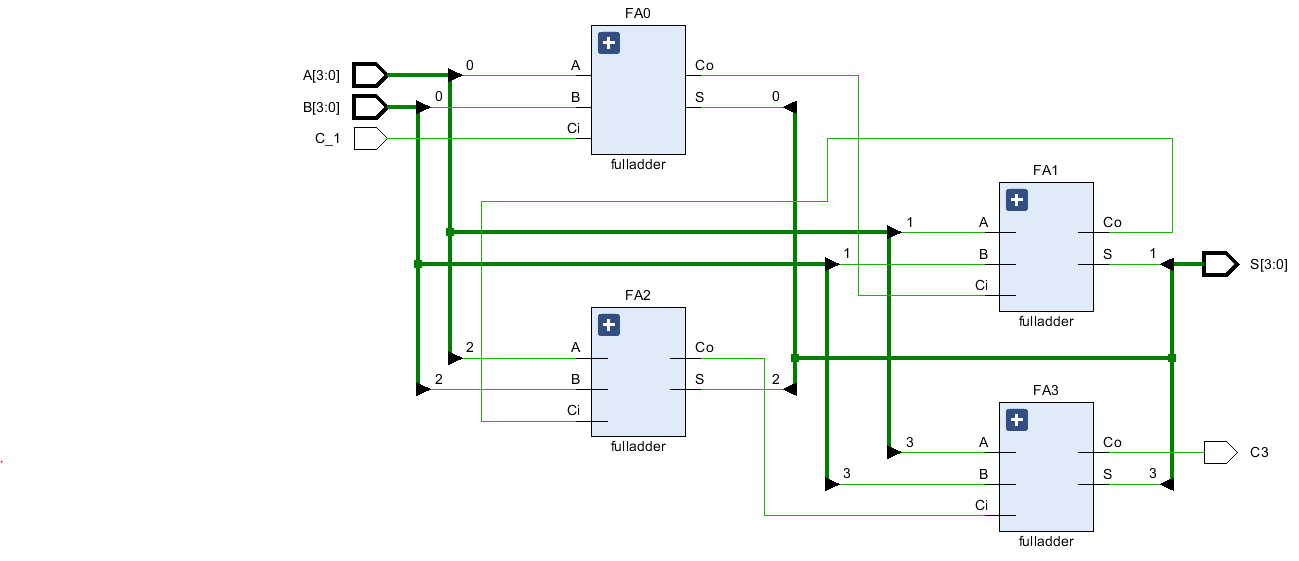 FA0
A[3:0] 0 A Co
B[3:0] 0 B S 0
C_1 Ci
fulladder
FA1
1 A Co
1 B S 1 S[3:0]
Ci
fulladder
FA2
2 A Co
2 B S 2
Ci
fulladder
FA3
3 A Co C3
3 B S 3
Ci
fulladder